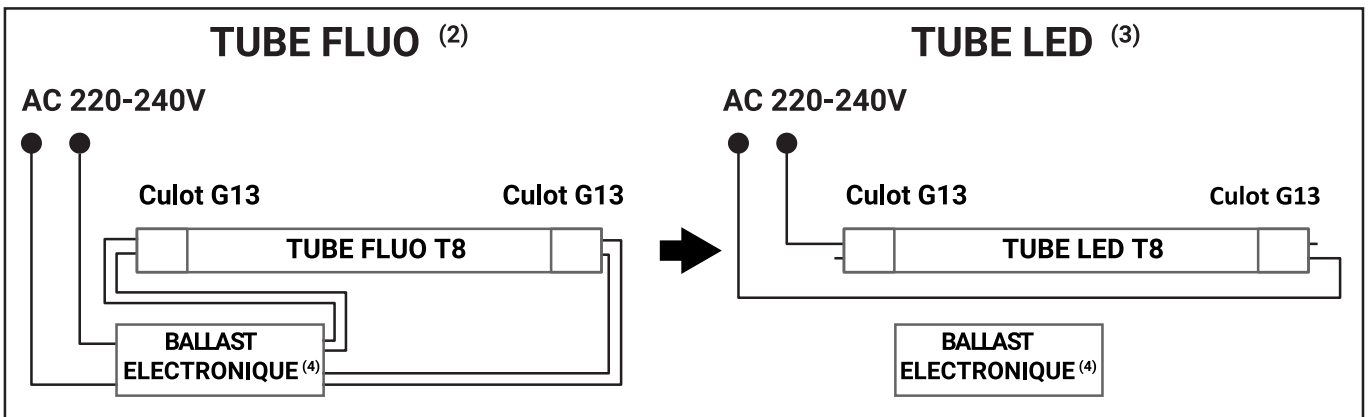 TUBE FLUO (2)
AC 220-240V
Culot G13
Culot G13
TUBE FLUO T8
BALLAST
ELECTRONIQUE (4)
TUBE LED (3)
AC 220-240V
Culot G13
Culot G13
TUBE LED T8
BALLAST
ELECTRONIQUE (4)